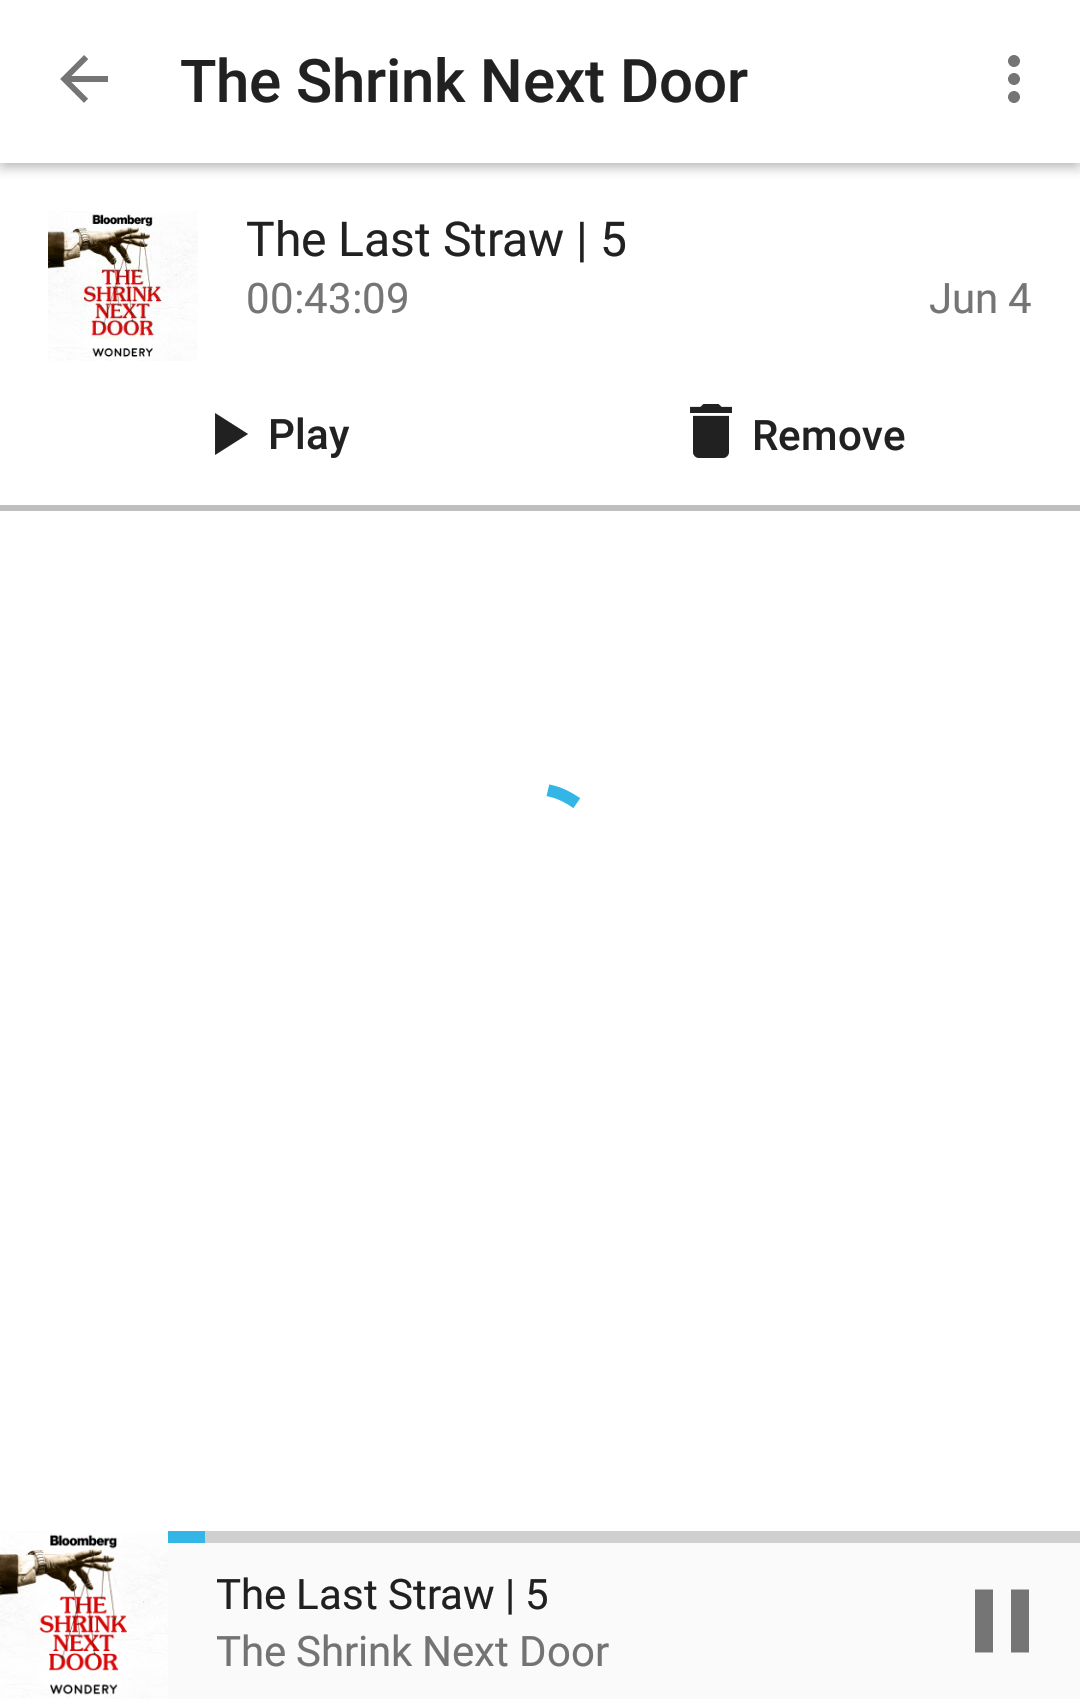 The Shrink Next Door
Bloomberg
THE
SHRINK
NEXT
DOOR
WONDERY
The Last Straw | 5
00:43:09
Jun 4
Play
Remove
Bloomberg
THE
SHRINK
NEXT
DOOR
WONDERY
The Last Straw | 5
The Shrink Next Door